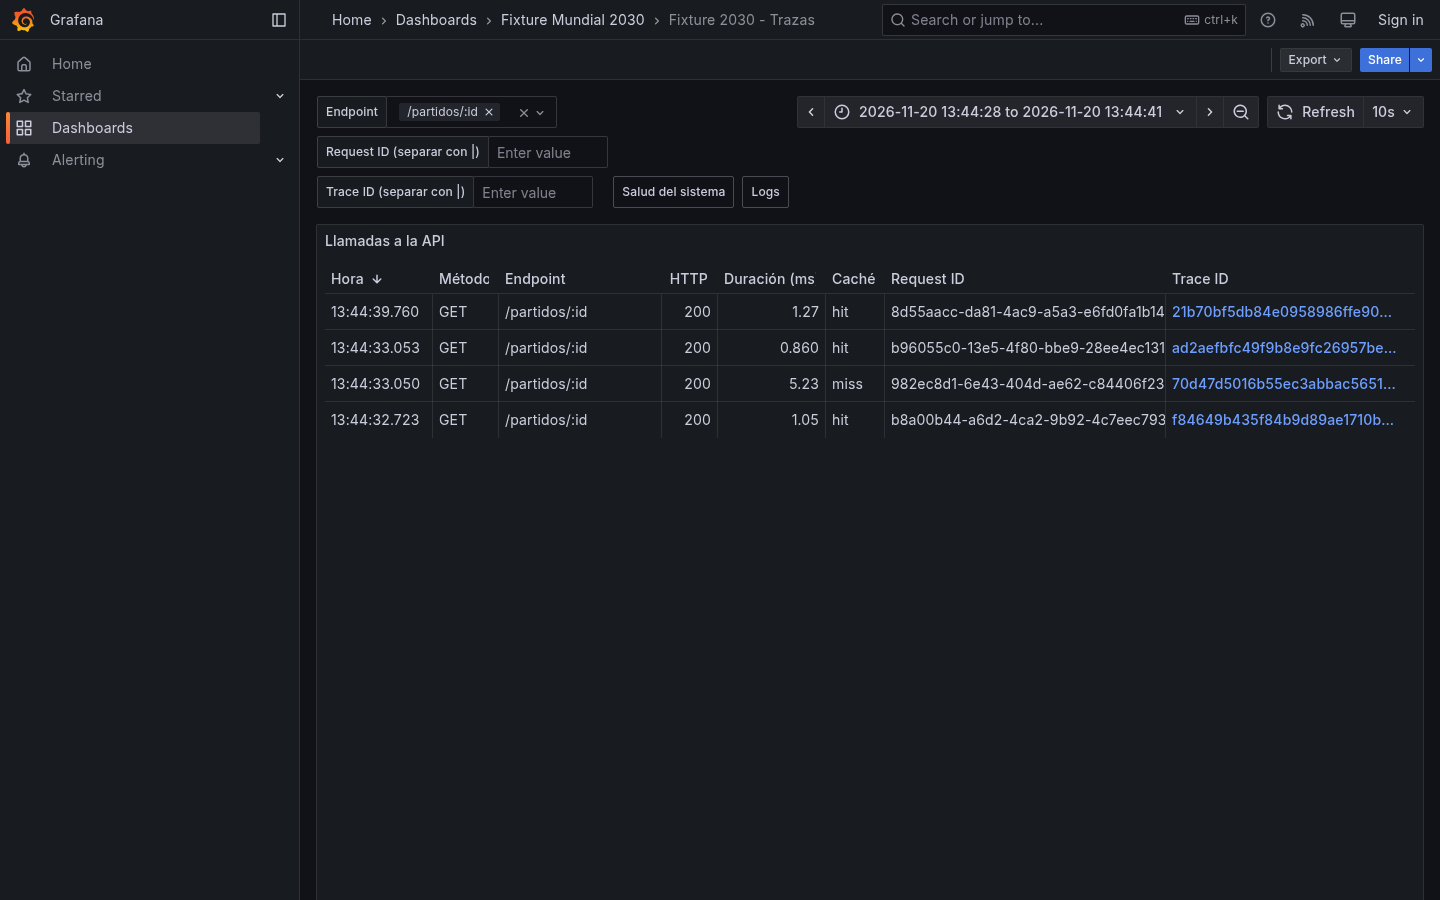 Grafana
Home
Starred
Dashboards
Alerting
Home › Dashboards › Fixture Mundial 2030 › Fixture 2030 - Trazas
Search or jump to... ctrl+k
Sign in
Export
Share
Endpoint /partidos/:id
2026-11-20 13:44:28 to 2026-11-20 13:44:41
Refresh 10s
Request ID (separar con |) Enter value
Trace ID (separar con |) Enter value
Salud del sistema
Logs
Llamadas a la API
Hora Método Endpoint HTTP Duración (ms Caché Request ID Trace ID
13:44:39.760 GET /partidos/:id 200 1.27 hit 8d55aacc-da81-4ac9-a5a3-e6fd0fa1b14 21b70bf5db84e0958986ffe90...
13:44:33.053 GET /partidos/:id 200 0.860 hit b96055c0-13e5-4f80-bbe9-28ee4ec131 ad2aefbfc49f9b8e9fc26957be...
13:44:33.050 GET /partidos/:id 200 5.23 miss 982ec8d1-6e43-404d-ae62-c84406f23 70d47d5016b55ec3abbac5651...
13:44:32.723 GET /partidos/:id 200 1.05 hit b8a00b44-a6d2-4ca2-9b92-4c7eec793 f84649b435f84b9d89ae1710b...